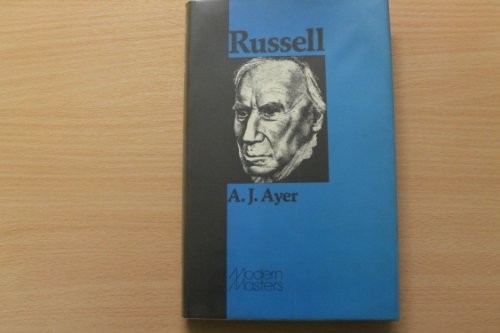 Russell
A. J. Ayer
Modern
Masters